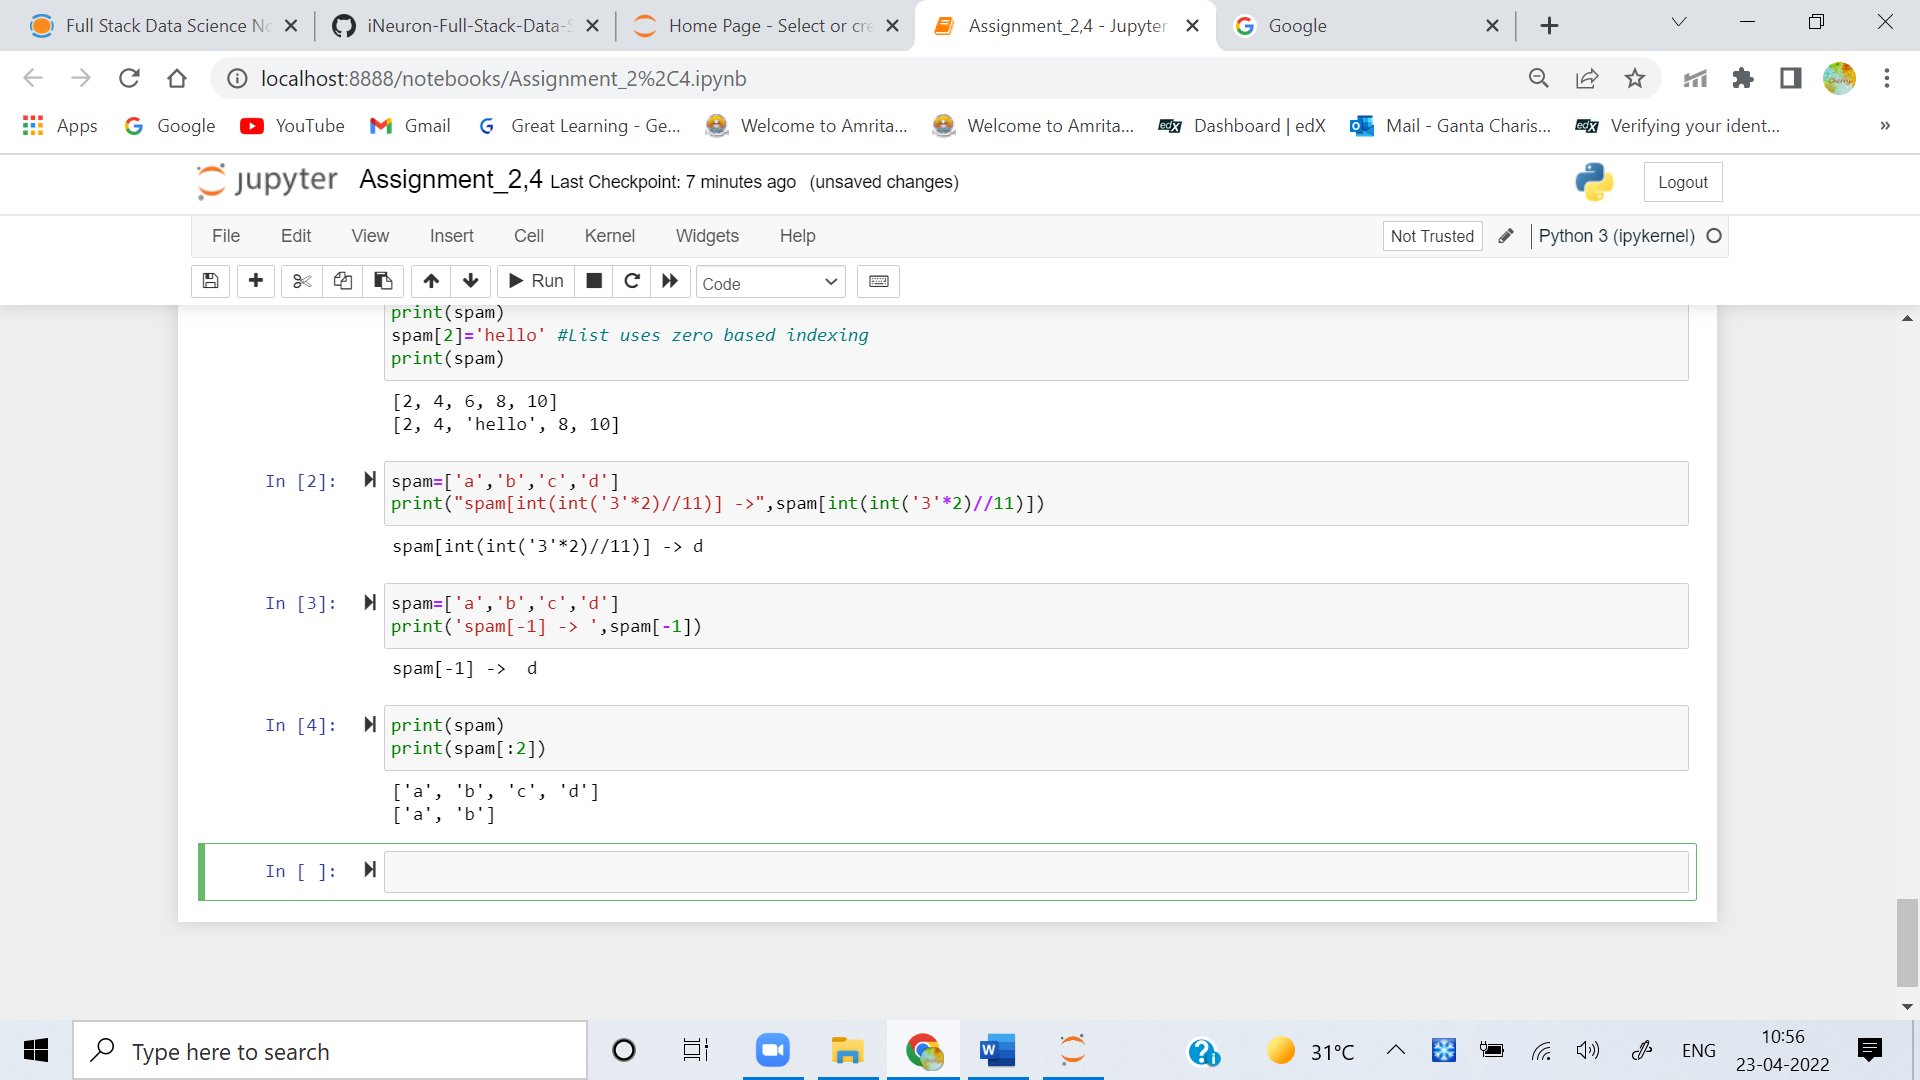 Full Stack Data Science No
iNeuron-Full-Stack-Data-S
Home Page - Select or cre
Assignment_2,4 - Jupyter
Google
localhost:8888/notebooks/Assignment_2%2C4.ipynb
Apps
Google
YouTube
Gmail
Great Learning - Ge...
Welcome to Amrita...
Welcome to Amrita...
edX
Dashboard | edX
Mail - Ganta Charis...
edX
Verifying your ident...
»
jupyter Assignment_2,4 Last Checkpoint: 7 minutes ago (unsaved changes)
Logout
File Edit View Insert Cell Kernel Widgets Help
Not Trusted
Python 3 (ipykernel)
Run
Code
print(spam)
spam[2]='hello' #List uses zero based indexing
print(spam)
[2, 4, 6, 8, 10]
[2, 4, 'hello', 8, 10]
In [2]:
spam=['a','b','c','d']
print("spam[int(int('3'*2)//11)] ->",spam[int(int('3'*2)//11)])
spam[int(int('3'*2)//11)] -> d
In [3]:
spam=['a','b','c','d']
print('spam[-1] -> ',spam[-1])
spam[-1] ->  d
In [4]:
print(spam)
print(spam[:2])
['a', 'b', 'c', 'd']
['a', 'b']
In [ ]:
Type here to search
31°C
ENG
10:56
23-04-2022